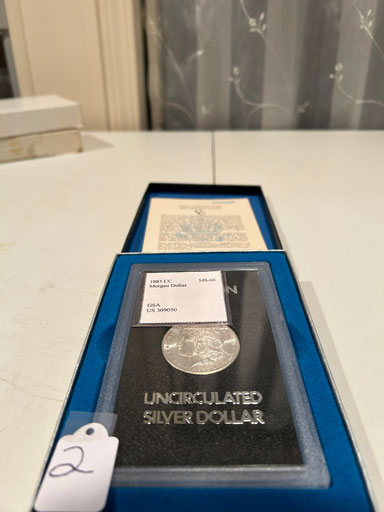 1883 CC MS-60
Morgan Dollar
GSA
US 309050
N
UNCIRCULATED
SILVER DOLLAR
2